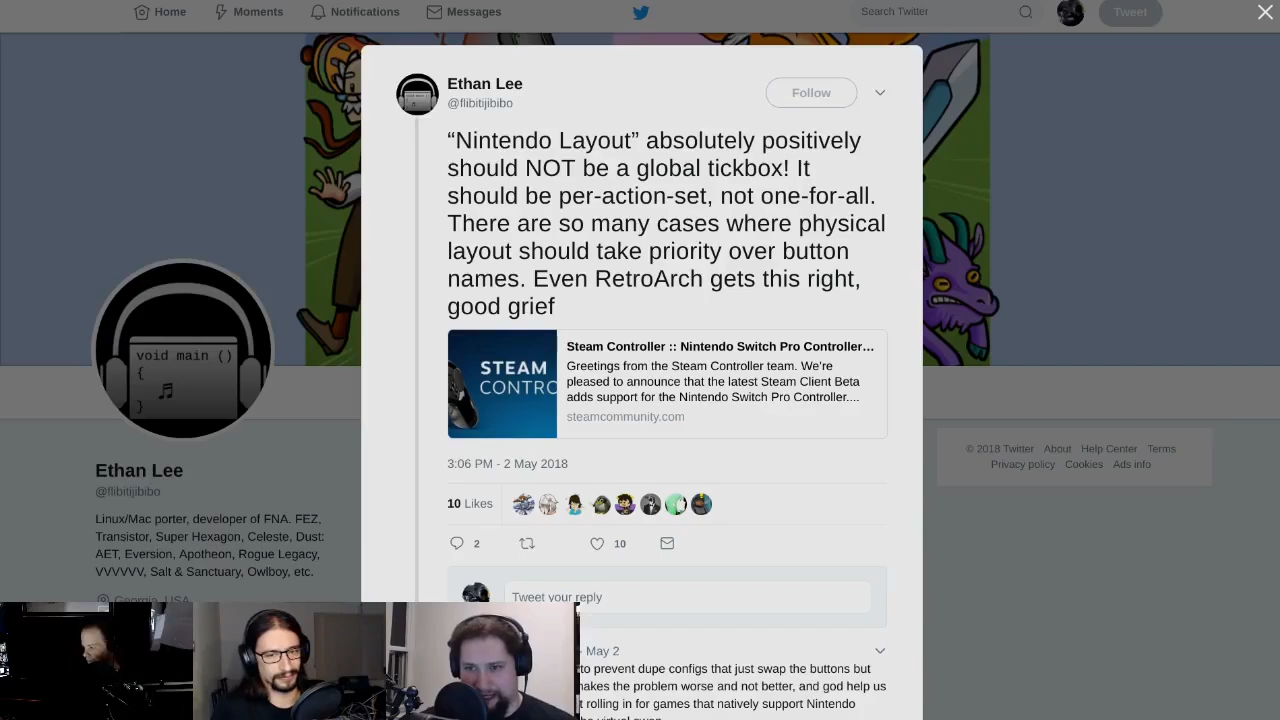 Home
Moments
Notifications
Messages
Search Twitter
Tweet
Ethan Lee
@flibitijibibo
Follow
“Nintendo Layout” absolutely positively
should NOT be a global tickbox! It
should be per-action-set, not one-for-all.
There are so many cases where physical
layout should take priority over button
names. Even RetroArch gets this right,
good grief
STEAM
CONTRO
Steam Controller :: Nintendo Switch Pro Controller…
Greetings from the Steam Controller team. We’re
pleased to announce that the latest Steam Client Beta
adds support for the Nintendo Switch Pro Controller....
steamcommunity.com
3:06 PM - 2 May 2018
10 Likes
2
10
Tweet your reply
- May 2
to prevent dupe configs that just swap the buttons but
makes the problem worse and not better, and god help us
rolling in for games that natively support Nintendo
void main ()
{
}
Ethan Lee
@flibitijibibo
Linux/Mac porter, developer of FNA. FEZ,
Transistor, Super Hexagon, Celeste, Dust:
AET, Eversion, Apotheon, Rogue Legacy,
VVVVVV, Salt & Sanctuary, Owlboy, etc.
Georgia, USA
© 2018 Twitter About Help Center Terms
Privacy policy Cookies Ads info